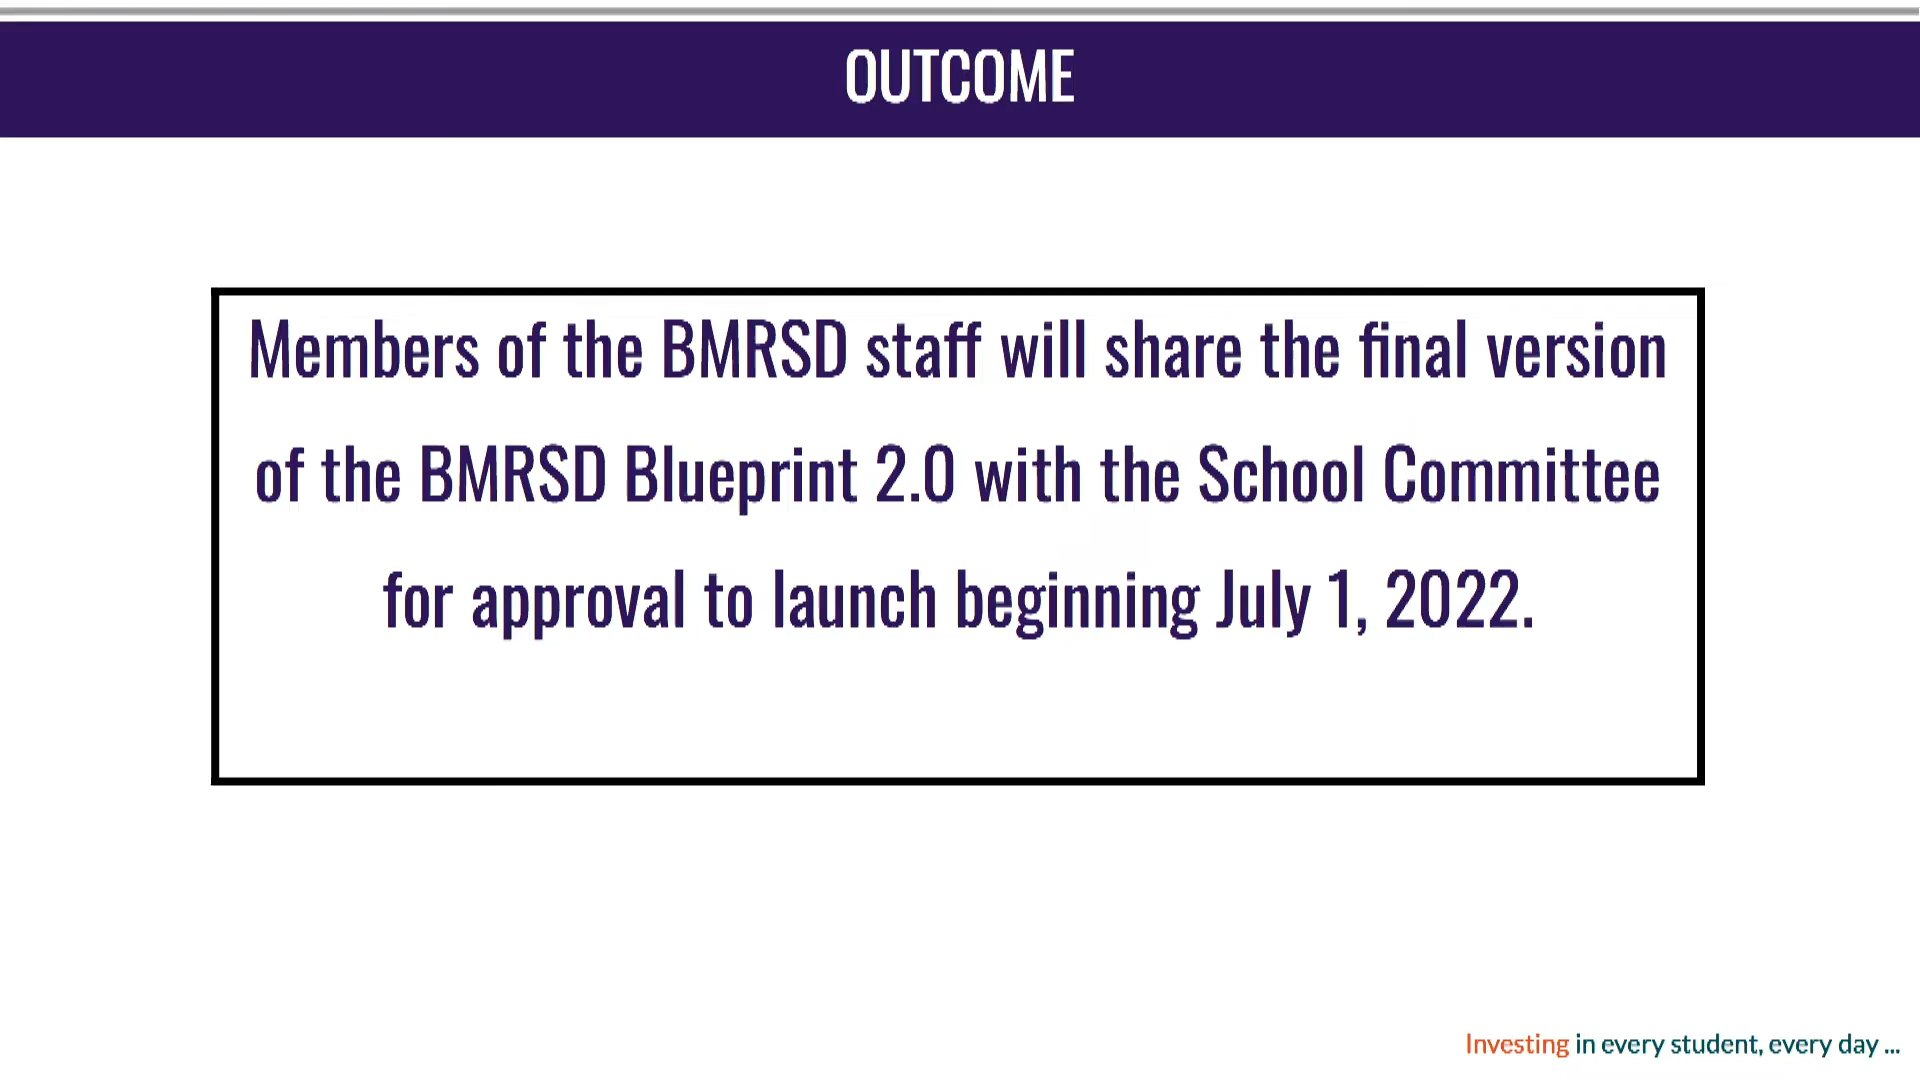 OUTCOME
Members of the BMRSD staff will share the final version
of the BMRSD Blueprint 2.0 with the School Committee
for approval to launch beginning July 1, 2022.
Investing in every student, every day ...